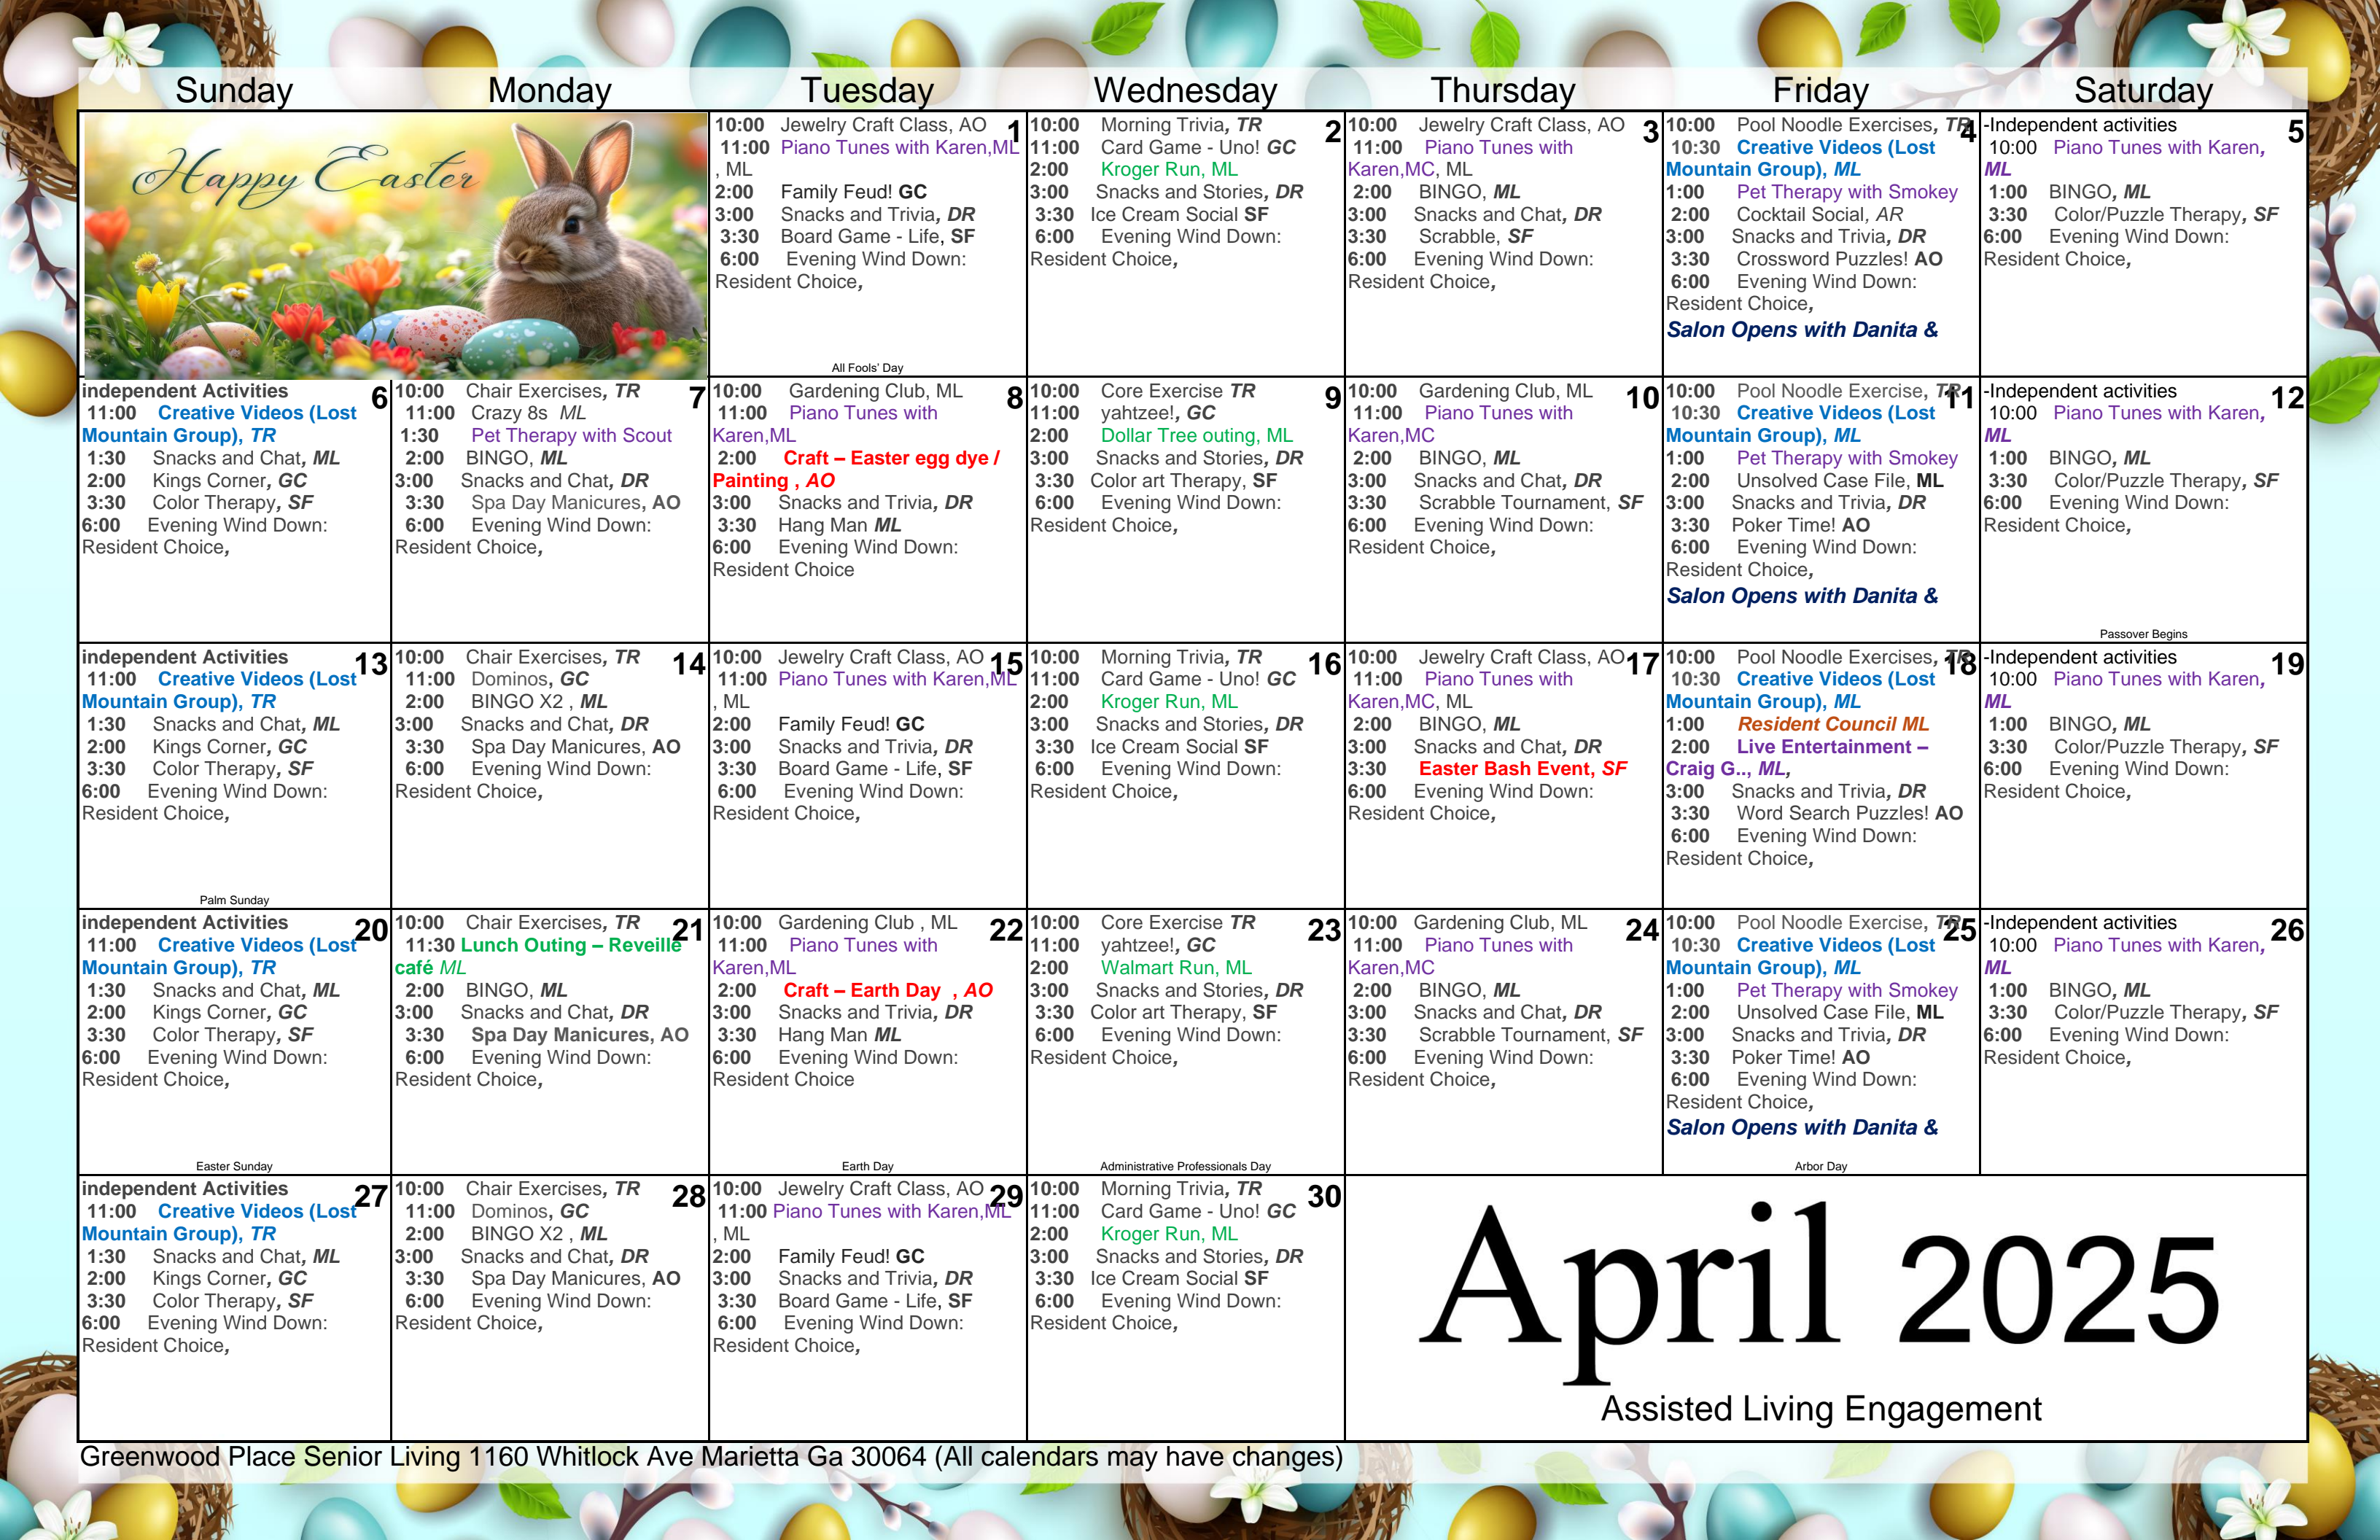 Sunday Monday Tuesday Wednesday Thursday Friday Saturday
Happy Easter
10:00 Jewelry Craft Class, AO 1
11:00 Piano Tunes with Karen,ML
, ML
2:00 Family Feud! GC
3:00 Snacks and Trivia, DR
3:30 Board Game - Life, SF
6:00 Evening Wind Down:
Resident Choice,
All Fools' Day
10:00 Morning Trivia, TR 2
11:00 Card Game - Uno! GC
2:00 Kroger Run, ML
3:00 Snacks and Stories, DR
3:30 Ice Cream Social SF
6:00 Evening Wind Down:
Resident Choice,
10:00 Jewelry Craft Class, AO 3
11:00 Piano Tunes with
Karen,MC, ML
2:00 BINGO, ML
3:00 Snacks and Chat, DR
3:30 Scrabble, SF
6:00 Evening Wind Down:
Resident Choice,
10:00 Pool Noodle Exercises, TR 4
10:30 Creative Videos (Lost
Mountain Group), ML
1:00 Pet Therapy with Smokey
2:00 Cocktail Social, AR
3:00 Snacks and Trivia, DR
3:30 Crossword Puzzles! AO
6:00 Evening Wind Down:
Resident Choice,
Salon Opens with Danita &
-Independent activities 5
10:00 Piano Tunes with Karen,
ML
1:00 BINGO, ML
3:30 Color/Puzzle Therapy, SF
6:00 Evening Wind Down:
Resident Choice,
independent Activities 6
11:00 Creative Videos (Lost
Mountain Group), TR
1:30 Snacks and Chat, ML
2:00 Kings Corner, GC
3:30 Color Therapy, SF
6:00 Evening Wind Down:
Resident Choice,
10:00 Chair Exercises, TR 7
11:00 Crazy 8s ML
1:30 Pet Therapy with Scout
2:00 BINGO, ML
3:00 Snacks and Chat, DR
3:30 Spa Day Manicures, AO
6:00 Evening Wind Down:
Resident Choice,
10:00 Gardening Club, ML 8
11:00 Piano Tunes with
Karen,ML
2:00 Craft – Easter egg dye /
Painting , AO
3:00 Snacks and Trivia, DR
3:30 Hang Man ML
6:00 Evening Wind Down:
Resident Choice
10:00 Core Exercise TR 9
11:00 yahtzee!, GC
2:00 Dollar Tree outing, ML
3:00 Snacks and Stories, DR
3:30 Color art Therapy, SF
6:00 Evening Wind Down:
Resident Choice,
10:00 Gardening Club, ML 10
11:00 Piano Tunes with
Karen,MC
2:00 BINGO, ML
3:00 Snacks and Chat, DR
3:30 Scrabble Tournament, SF
6:00 Evening Wind Down:
Resident Choice,
10:00 Pool Noodle Exercise, TR 11
10:30 Creative Videos (Lost
Mountain Group), ML
1:00 Pet Therapy with Smokey
2:00 Unsolved Case File, ML
3:00 Snacks and Trivia, DR
3:30 Poker Time! AO
6:00 Evening Wind Down:
Resident Choice,
Salon Opens with Danita &
-Independent activities 12
10:00 Piano Tunes with Karen,
ML
1:00 BINGO, ML
3:30 Color/Puzzle Therapy, SF
6:00 Evening Wind Down:
Resident Choice,
Passover Begins
independent Activities 13
11:00 Creative Videos (Lost
Mountain Group), TR
1:30 Snacks and Chat, ML
2:00 Kings Corner, GC
3:30 Color Therapy, SF
6:00 Evening Wind Down:
Resident Choice,
Palm Sunday
10:00 Chair Exercises, TR 14
11:00 Dominos, GC
2:00 BINGO X2 , ML
3:00 Snacks and Chat, DR
3:30 Spa Day Manicures, AO
6:00 Evening Wind Down:
Resident Choice,
10:00 Jewelry Craft Class, AO 15
11:00 Piano Tunes with Karen,ML
, ML
2:00 Family Feud! GC
3:00 Snacks and Trivia, DR
3:30 Board Game - Life, SF
6:00 Evening Wind Down:
Resident Choice,
10:00 Morning Trivia, TR 16
11:00 Card Game - Uno! GC
2:00 Kroger Run, ML
3:00 Snacks and Stories, DR
3:30 Ice Cream Social SF
6:00 Evening Wind Down:
Resident Choice,
10:00 Jewelry Craft Class, AO 17
11:00 Piano Tunes with
Karen,MC, ML
2:00 BINGO, ML
3:00 Snacks and Chat, DR
3:30 Easter Bash Event, SF
6:00 Evening Wind Down:
Resident Choice,
10:00 Pool Noodle Exercises, TR 18
10:30 Creative Videos (Lost
Mountain Group), ML
1:00 Resident Council ML
2:00 Live Entertainment –
Craig G.., ML,
3:00 Snacks and Trivia, DR
3:30 Word Search Puzzles! AO
6:00 Evening Wind Down:
Resident Choice,
-Independent activities 19
10:00 Piano Tunes with Karen,
ML
1:00 BINGO, ML
3:30 Color/Puzzle Therapy, SF
6:00 Evening Wind Down:
Resident Choice,
independent Activities 20
11:00 Creative Videos (Lost
Mountain Group), TR
1:30 Snacks and Chat, ML
2:00 Kings Corner, GC
3:30 Color Therapy, SF
6:00 Evening Wind Down:
Resident Choice,
Easter Sunday
10:00 Chair Exercises, TR 21
11:30 Lunch Outing – Reveille
café ML
2:00 BINGO, ML
3:00 Snacks and Chat, DR
3:30 Spa Day Manicures, AO
6:00 Evening Wind Down:
Resident Choice,
10:00 Gardening Club , ML 22
11:00 Piano Tunes with
Karen,ML
2:00 Craft – Earth Day , AO
3:00 Snacks and Trivia, DR
3:30 Hang Man ML
6:00 Evening Wind Down:
Resident Choice
Earth Day
10:00 Core Exercise TR 23
11:00 yahtzee!, GC
2:00 Walmart Run, ML
3:00 Snacks and Stories, DR
3:30 Color art Therapy, SF
6:00 Evening Wind Down:
Resident Choice,
Administrative Professionals Day
10:00 Gardening Club, ML 24
11:00 Piano Tunes with
Karen,MC
2:00 BINGO, ML
3:00 Snacks and Chat, DR
3:30 Scrabble Tournament, SF
6:00 Evening Wind Down:
Resident Choice,
10:00 Pool Noodle Exercise, TR 25
10:30 Creative Videos (Lost
Mountain Group), ML
1:00 Pet Therapy with Smokey
2:00 Unsolved Case File, ML
3:00 Snacks and Trivia, DR
3:30 Poker Time! AO
6:00 Evening Wind Down:
Resident Choice,
Salon Opens with Danita &
Arbor Day
-Independent activities 26
10:00 Piano Tunes with Karen,
ML
1:00 BINGO, ML
3:30 Color/Puzzle Therapy, SF
6:00 Evening Wind Down:
Resident Choice,
independent Activities 27
11:00 Creative Videos (Lost
Mountain Group), TR
1:30 Snacks and Chat, ML
2:00 Kings Corner, GC
3:30 Color Therapy, SF
6:00 Evening Wind Down:
Resident Choice,
10:00 Chair Exercises, TR 28
11:00 Dominos, GC
2:00 BINGO X2 , ML
3:00 Snacks and Chat, DR
3:30 Spa Day Manicures, AO
6:00 Evening Wind Down:
Resident Choice,
10:00 Jewelry Craft Class, AO 29
11:00 Piano Tunes with Karen,ML
, ML
2:00 Family Feud! GC
3:00 Snacks and Trivia, DR
3:30 Board Game - Life, SF
6:00 Evening Wind Down:
Resident Choice,
10:00 Morning Trivia, TR 30
11:00 Card Game - Uno! GC
2:00 Kroger Run, ML
3:00 Snacks and Stories, DR
3:30 Ice Cream Social SF
6:00 Evening Wind Down:
Resident Choice,
April 2025
Assisted Living Engagement
Greenwood Place Senior Living 1160 Whitlock Ave Marietta Ga 30064 (All calendars may have changes)